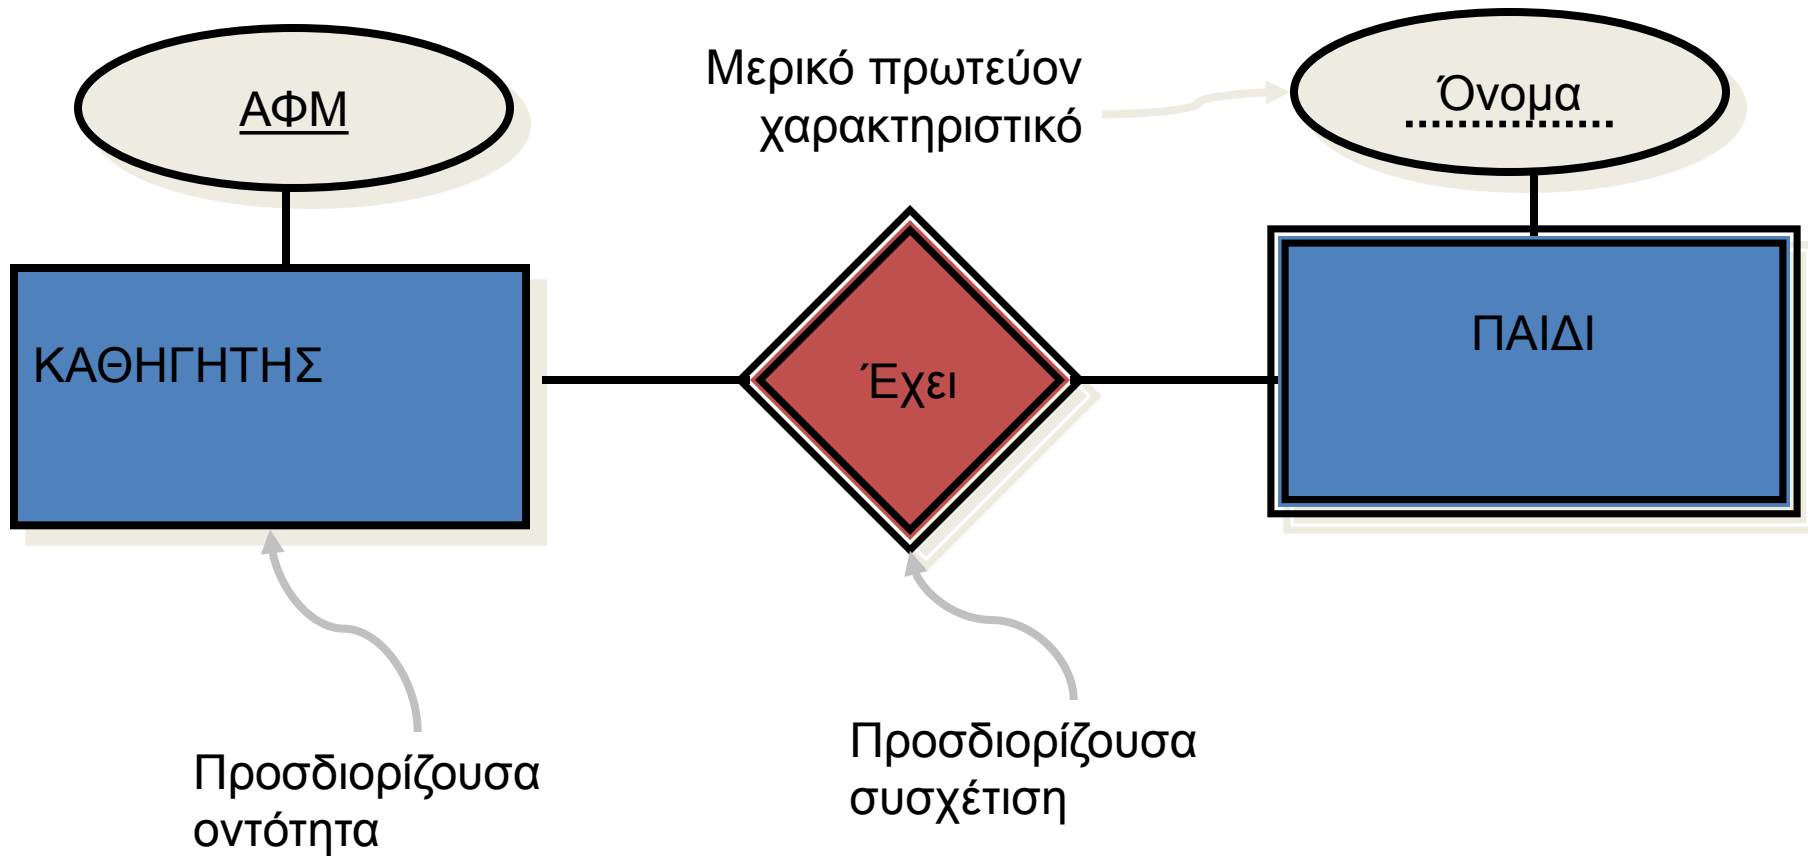 ΑΦΜ
Μερικό πρωτεύον
χαρακτηριστικό
Όνομα
ΚΑΘΗΓΗΤΗΣ
Έχει
ΠΑΙΔΙ
Προσδιορίζουσα
οντότητα
Προσδιορίζουσα
συσχέτιση